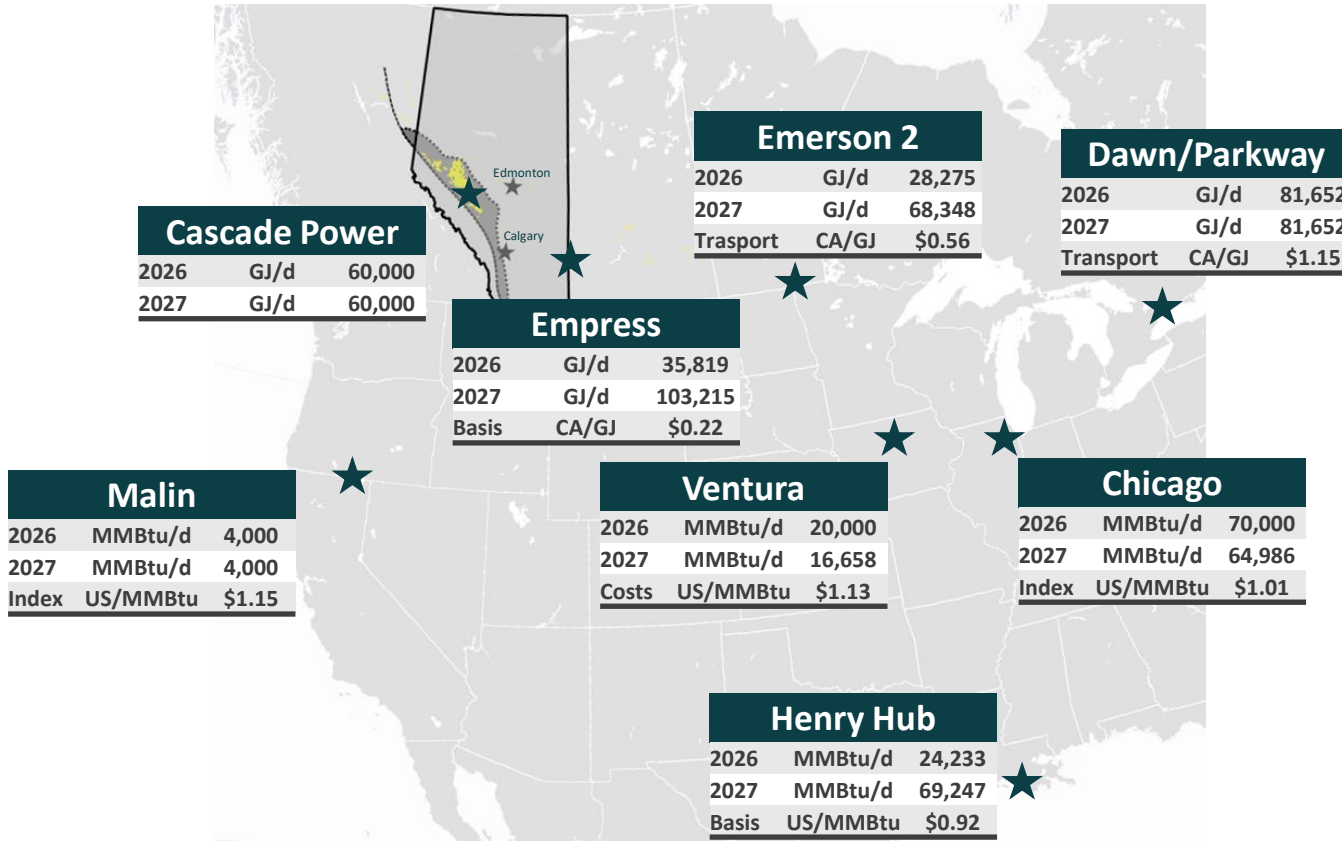 Edmonton
Calgary
Cascade Power
2026 GJ/d 60,000
2027 GJ/d 60,000
Emerson 2
2026 GJ/d 28,275
2027 GJ/d 68,348
Trasport CA/GJ $0.56
Dawn/Parkway
2026 GJ/d 81,652
2027 GJ/d 81,652
Transport CA/GJ $1.15
Empress
2026 GJ/d 35,819
2027 GJ/d 103,215
Basis CA/GJ $0.22
Malin
2026 MMBtu/d 4,000
2027 MMBtu/d 4,000
Index US/MMBtu $1.15
Ventura
2026 MMBtu/d 20,000
2027 MMBtu/d 16,658
Costs US/MMBtu $1.13
Chicago
2026 MMBtu/d 70,000
2027 MMBtu/d 64,986
Index US/MMBtu $1.01
Henry Hub
2026 MMBtu/d 24,233
2027 MMBtu/d 69,247
Basis US/MMBtu $0.92